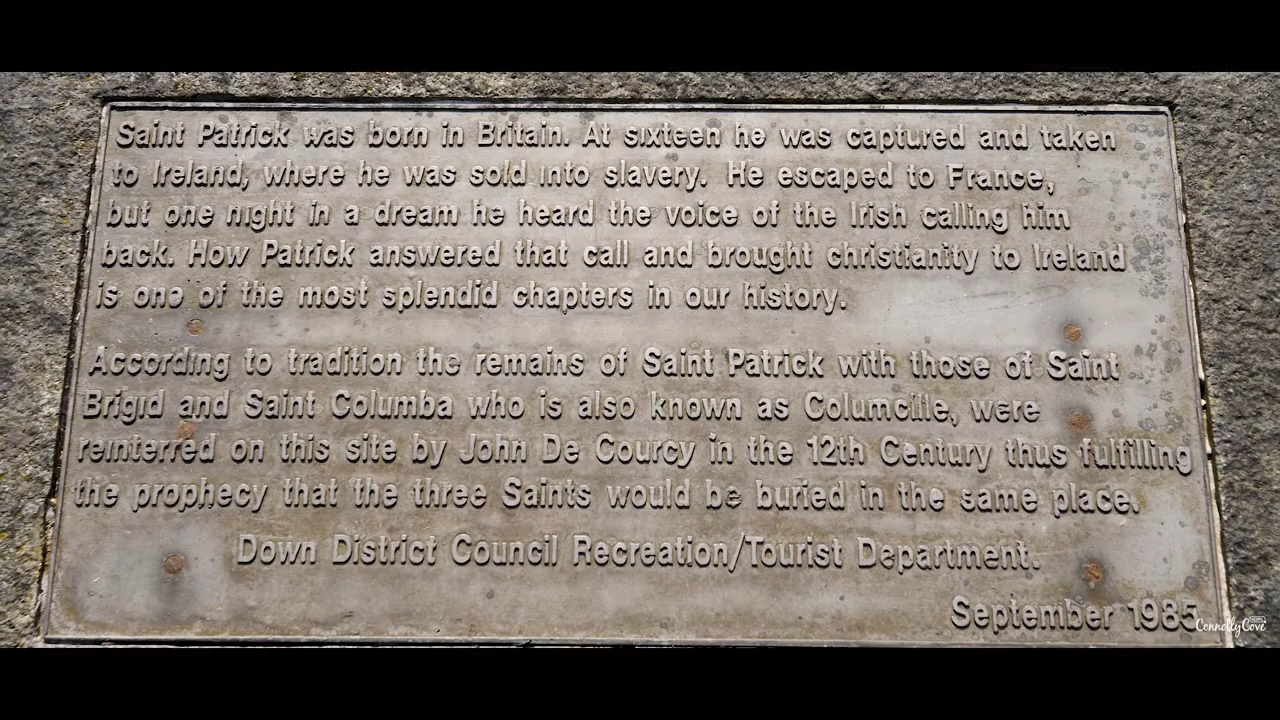 Saint Patrick was born in Britain. At sixteen he was captured and taken
to Ireland, where he was sold into slavery. He escaped to France,
but one night in a dream he heard the voice of the Irish calling him
back. How Patrick answered that call and brought christianity to Ireland
is one of the most splendid chapters in our history.
According to tradition the remains of Saint Patrick with those of Saint
Brigid and Saint Columba who is also known as Columcille, were
reinterred on this site by John De Courcy in the 12th Century thus fulfilling
the prophecy that the three Saints would be buried in the same place.
Down District Council Recreation/Tourist Department.
September 1985
ConnollyCove